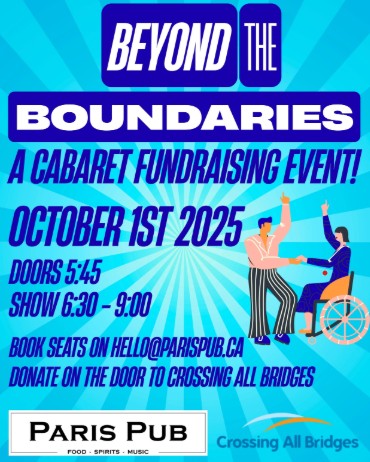 BEYOND THE
BOUNDARIES
A CABARET FUNDRAISING EVENT!
OCTOBER 1ST 2025
DOORS 5:45
SHOW 6:30 - 9:00
BOOK SEATS ON HELLO@PARISPUB.CA
DONATE ON THE DOOR TO CROSSING ALL BRIDGES
PARIS PUB
FOOD · SPIRITS · MUSIC
Crossing All Bridges